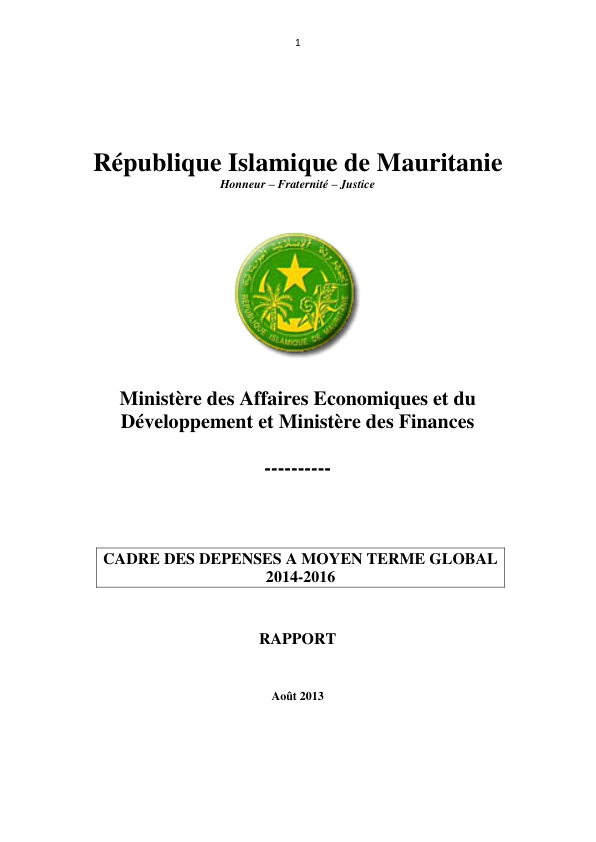 1
République Islamique de Mauritanie
Honneur – Fraternité – Justice
REPUBLIQUE ISLAMIQUE DE MAURITANIE
Ministère des Affaires Economiques et du
Développement et Ministère des Finances
----------
CADRE DES DEPENSES A MOYEN TERME GLOBAL
2014-2016
RAPPORT
Août 2013